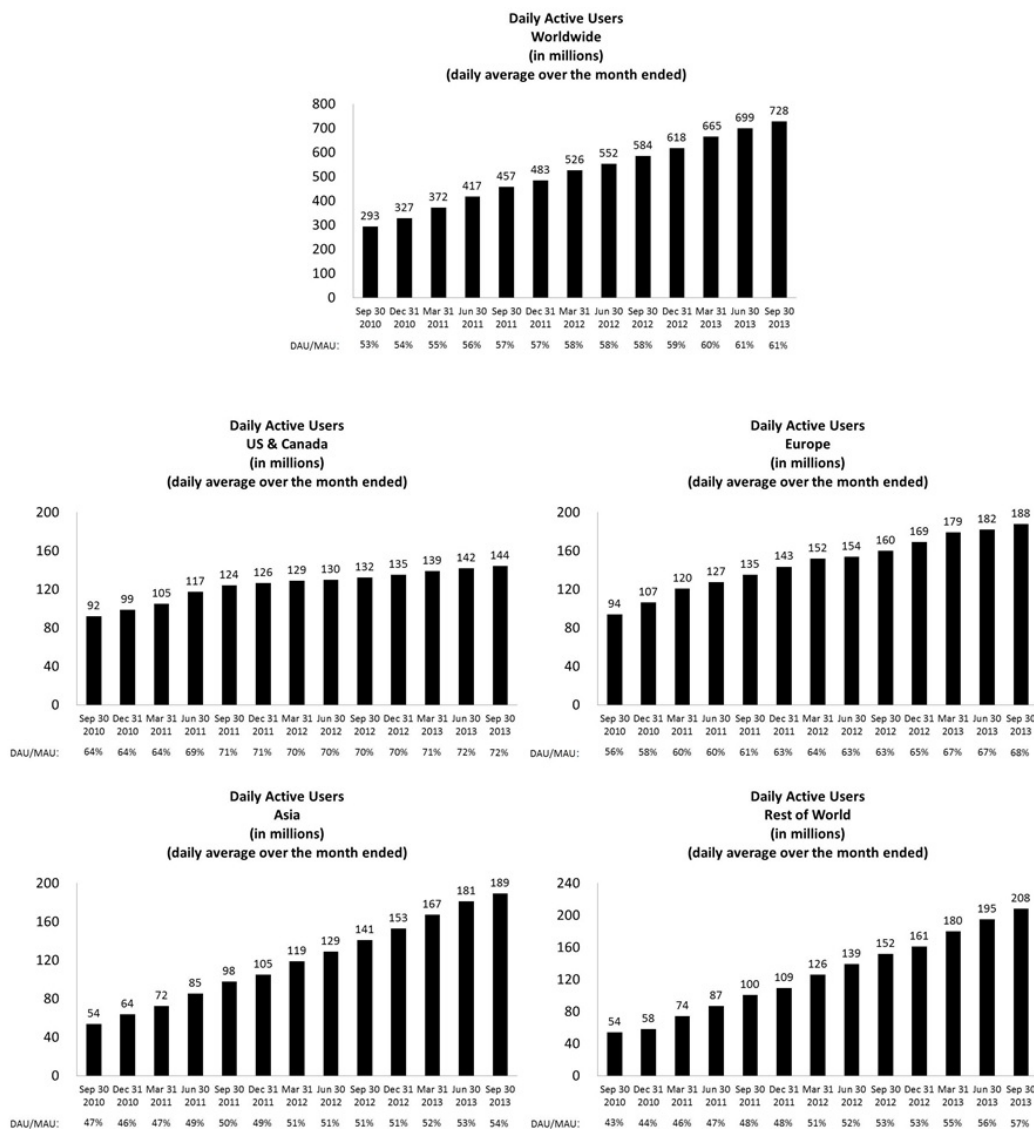 Daily Active Users
Worldwide
(in millions)
(daily average over the month ended)
800
700
600
500
400
300
200
100
0
293 327 372 417 457 483 526 552 584 618 665 699 728
Sep 30 Dec 31 Mar 31 Jun 30 Sep 30 Dec 31 Mar 31 Jun 30 Sep 30 Dec 31 Mar 31 Jun 30 Sep 30
2010 2010 2011 2011 2011 2011 2012 2012 2012 2012 2013 2013 2013
DAU/MAU: 53% 54% 55% 56% 57% 57% 58% 58% 58% 59% 60% 61% 61%
Daily Active Users
US & Canada
(in millions)
(daily average over the month ended)
200
160
120
80
40
0
92 99 105 117 124 126 129 130 132 135 139 142 144
Sep 30 Dec 31 Mar 31 Jun 30 Sep 30 Dec 31 Mar 31 Jun 30 Sep 30 Dec 31 Mar 31 Jun 30 Sep 30
2010 2010 2011 2011 2011 2011 2012 2012 2012 2012 2013 2013 2013
DAU/MAU: 64% 64% 64% 69% 71% 71% 70% 70% 70% 70% 71% 72% 72%
Daily Active Users
Europe
(in millions)
(daily average over the month ended)
200
160
120
80
40
0
94 107 120 127 135 143 152 154 160 169 179 182 188
Sep 30 Dec 31 Mar 31 Jun 30 Sep 30 Dec 31 Mar 31 Jun 30 Sep 30 Dec 31 Mar 31 Jun 30 Sep 30
2010 2010 2011 2011 2011 2011 2012 2012 2012 2012 2013 2013 2013
DAU/MAU: 56% 58% 60% 60% 61% 63% 64% 63% 63% 65% 67% 67% 68%
Daily Active Users
Asia
(in millions)
(daily average over the month ended)
200
160
120
80
40
0
54 64 72 85 98 105 119 129 141 153 167 181 189
Sep 30 Dec 31 Mar 31 Jun 30 Sep 30 Dec 31 Mar 31 Jun 30 Sep 30 Dec 31 Mar 31 Jun 30 Sep 30
2010 2010 2011 2011 2011 2011 2012 2012 2012 2012 2013 2013 2013
DAU/MAU: 47% 46% 47% 49% 50% 49% 51% 51% 51% 51% 52% 53% 54%
Daily Active Users
Rest of World
(in millions)
(daily average over the month ended)
240
200
160
120
80
40
0
54 58 74 87 100 109 126 139 152 161 180 195 208
Sep 30 Dec 31 Mar 31 Jun 30 Sep 30 Dec 31 Mar 31 Jun 30 Sep 30 Dec 31 Mar 31 Jun 30 Sep 30
2010 2010 2011 2011 2011 2011 2012 2012 2012 2012 2013 2013 2013
DAU/MAU: 43% 44% 46% 47% 48% 48% 51% 52% 53% 53% 55% 56% 57%